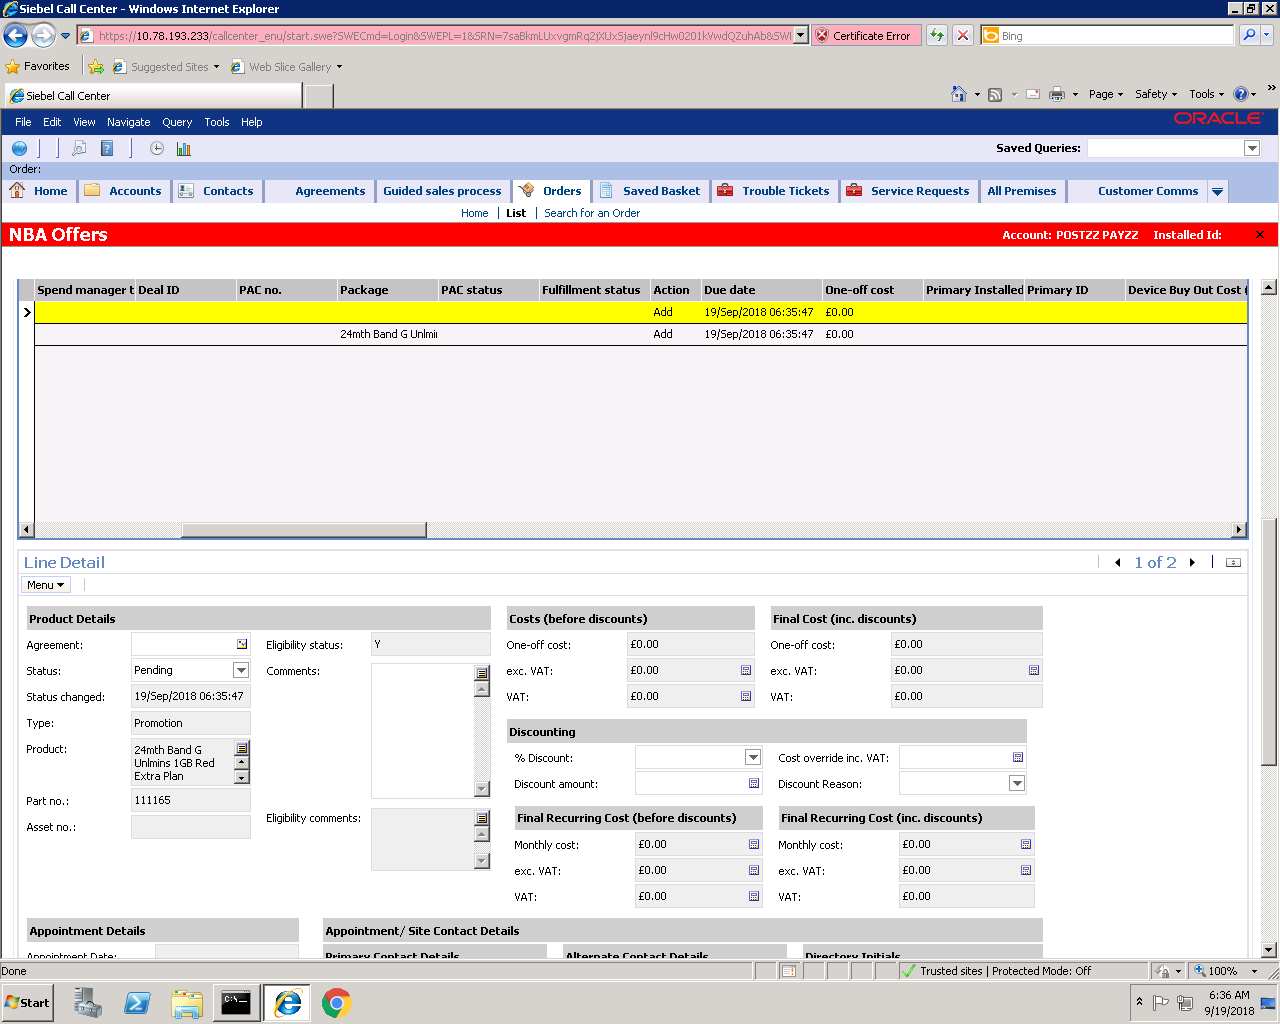 Siebel Call Center - Windows Internet Explorer
https://10.78.193.233/callcenter_enu/start.swe?SWECmd=Login&SWEPL=1&SRN= Certificate Error Bing
Favorites Suggested Sites Web Slice Gallery
Siebel Call Center Page Safety Tools
File Edit View Navigate Query Tools Help ORACLE
Saved Queries:
Order:
Home Accounts Contacts Agreements Guided sales process Orders Saved Basket Trouble Tickets Service Requests All Premises Customer Comms
Home List Search for an Order
NBA Offers Account: POSTZZ PAYZZ Installed Id:
Spend manager t Deal ID PAC no. Package PAC status Fulfillment status Action Due date One-off cost Primary Installed Primary ID Device Buy Out Cost (
Add 19/Sep/2018 06:35:47 £0.00
24mth Band G Unlmin Add 19/Sep/2018 06:35:47 £0.00
Line Detail 1 of 2
Menu
Product Details Costs (before discounts) Final Cost (inc. discounts)
Agreement: Eligibility status: Y One-off cost: £0.00 One-off cost: £0.00
Status: Pending Comments: exc. VAT: £0.00 exc. VAT: £0.00
Status changed: 19/Sep/2018 06:35:47 VAT: £0.00 VAT: £0.00
Type: Promotion
Discounting
Product: 24mth Band G
Unlmins 1GB Red
Extra Plan
% Discount: Cost override inc. VAT:
Discount amount: Discount Reason:
Part no.: 111165
Asset no.: Eligibility comments: Final Recurring Cost (before discounts) Final Recurring Cost (inc. discounts)
Monthly cost: £0.00 Monthly cost: £0.00
exc. VAT: £0.00 exc. VAT: £0.00
VAT: £0.00 VAT: £0.00
Appointment Details Appointment/ Site Contact Details
Appointment Date: Primary Contact Details Alternate Contact Details Directory Initials
Done Trusted sites | Protected Mode: Off 100%
Start C:\. 6:36 AM
9/19/2018